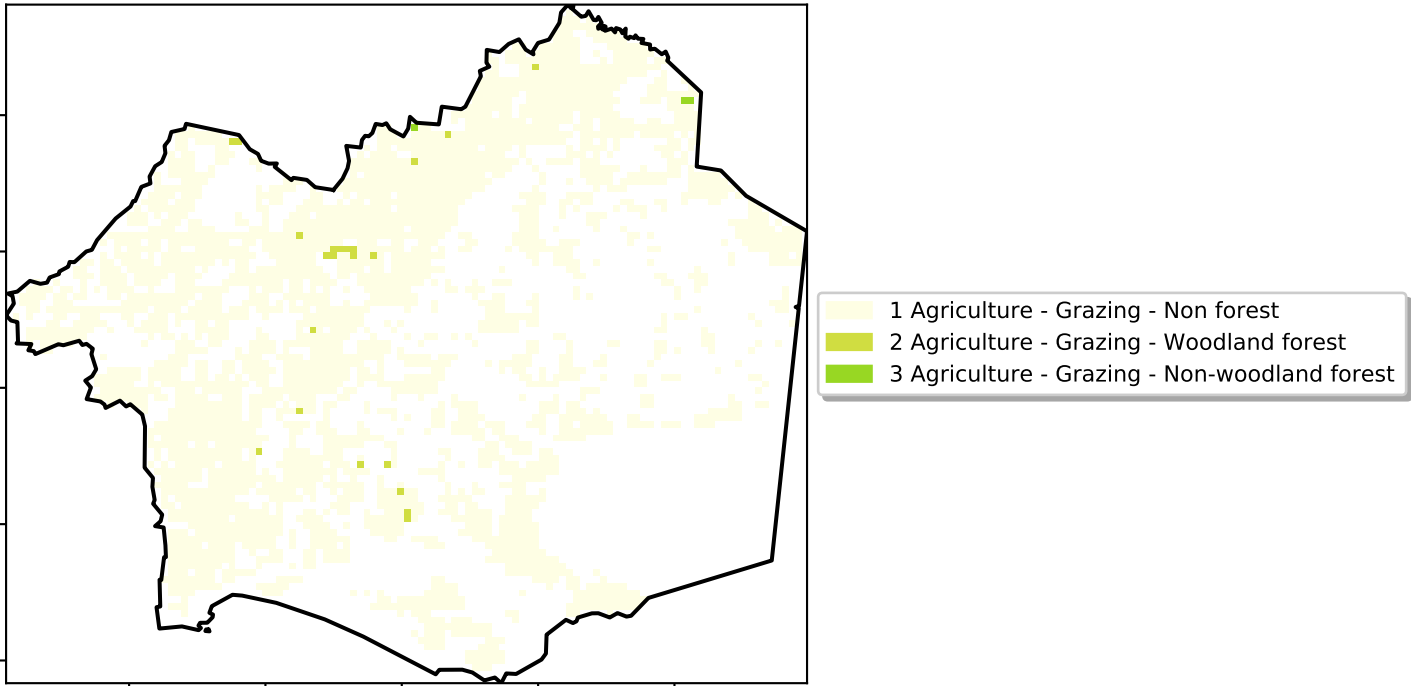 1 Agriculture - Grazing - Non forest
2 Agriculture - Grazing - Woodland forest
3 Agriculture - Grazing - Non-woodland forest